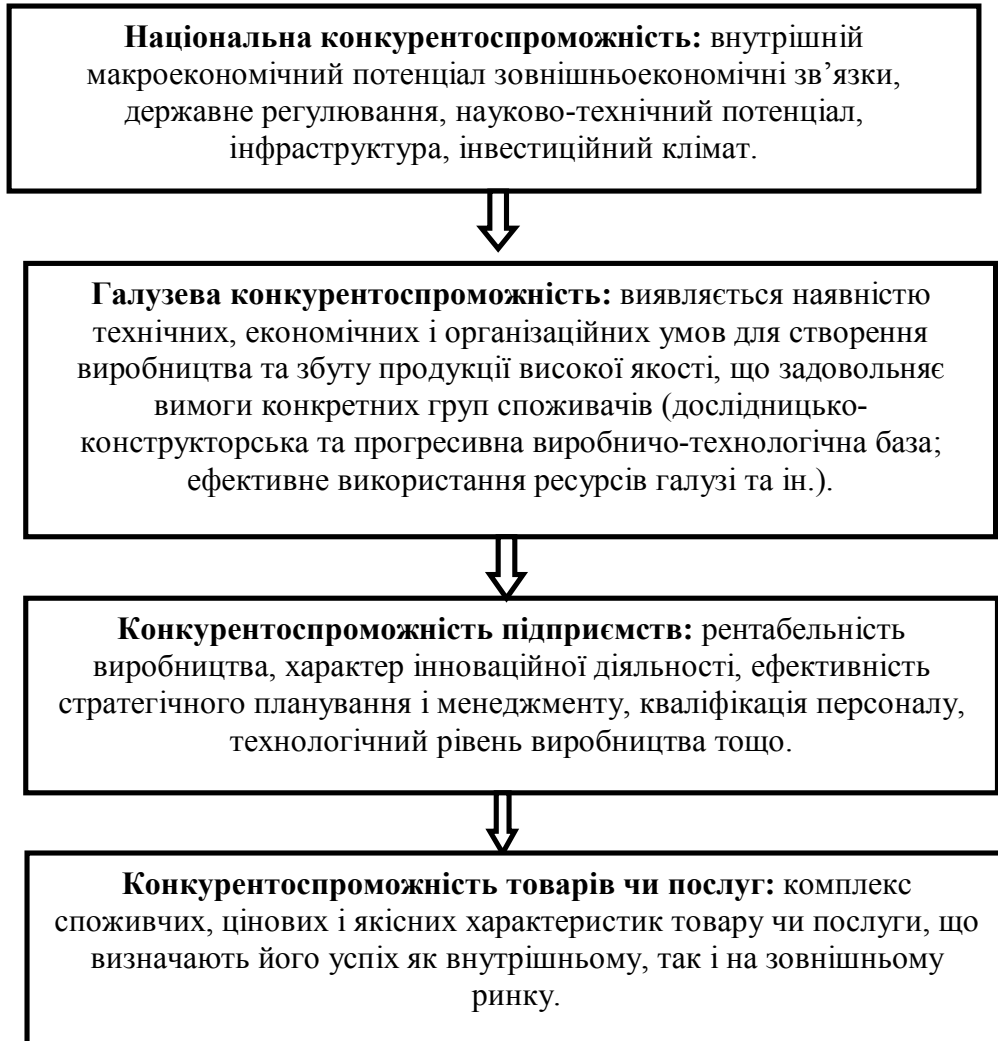 Національна конкурентоспроможність: внутрішній
макроекономічний потенціал зовнішньоекономічні зв’язки,
державне регулювання, науково-технічний потенціал,
інфраструктура, інвестиційний клімат.
Галузева конкурентоспроможність: виявляється наявністю
технічних, економічних і організаційних умов для створення
виробництва та збуту продукції високої якості, що задовольняє
вимоги конкретних груп споживачів (дослідницько-
конструкторська та прогресивна виробничо-технологічна база;
ефективне використання ресурсів галузі та ін.).
Конкурентоспроможність підприємств: рентабельність
виробництва, характер інноваційної діяльності, ефективність
стратегічного планування і менеджменту, кваліфікація персоналу,
технологічний рівень виробництва тощо.
Конкурентоспроможність товарів чи послуг: комплекс
споживчих, цінових і якісних характеристик товару чи послуги, що
визначають його успіх як внутрішньому, так і на зовнішньому
ринку.